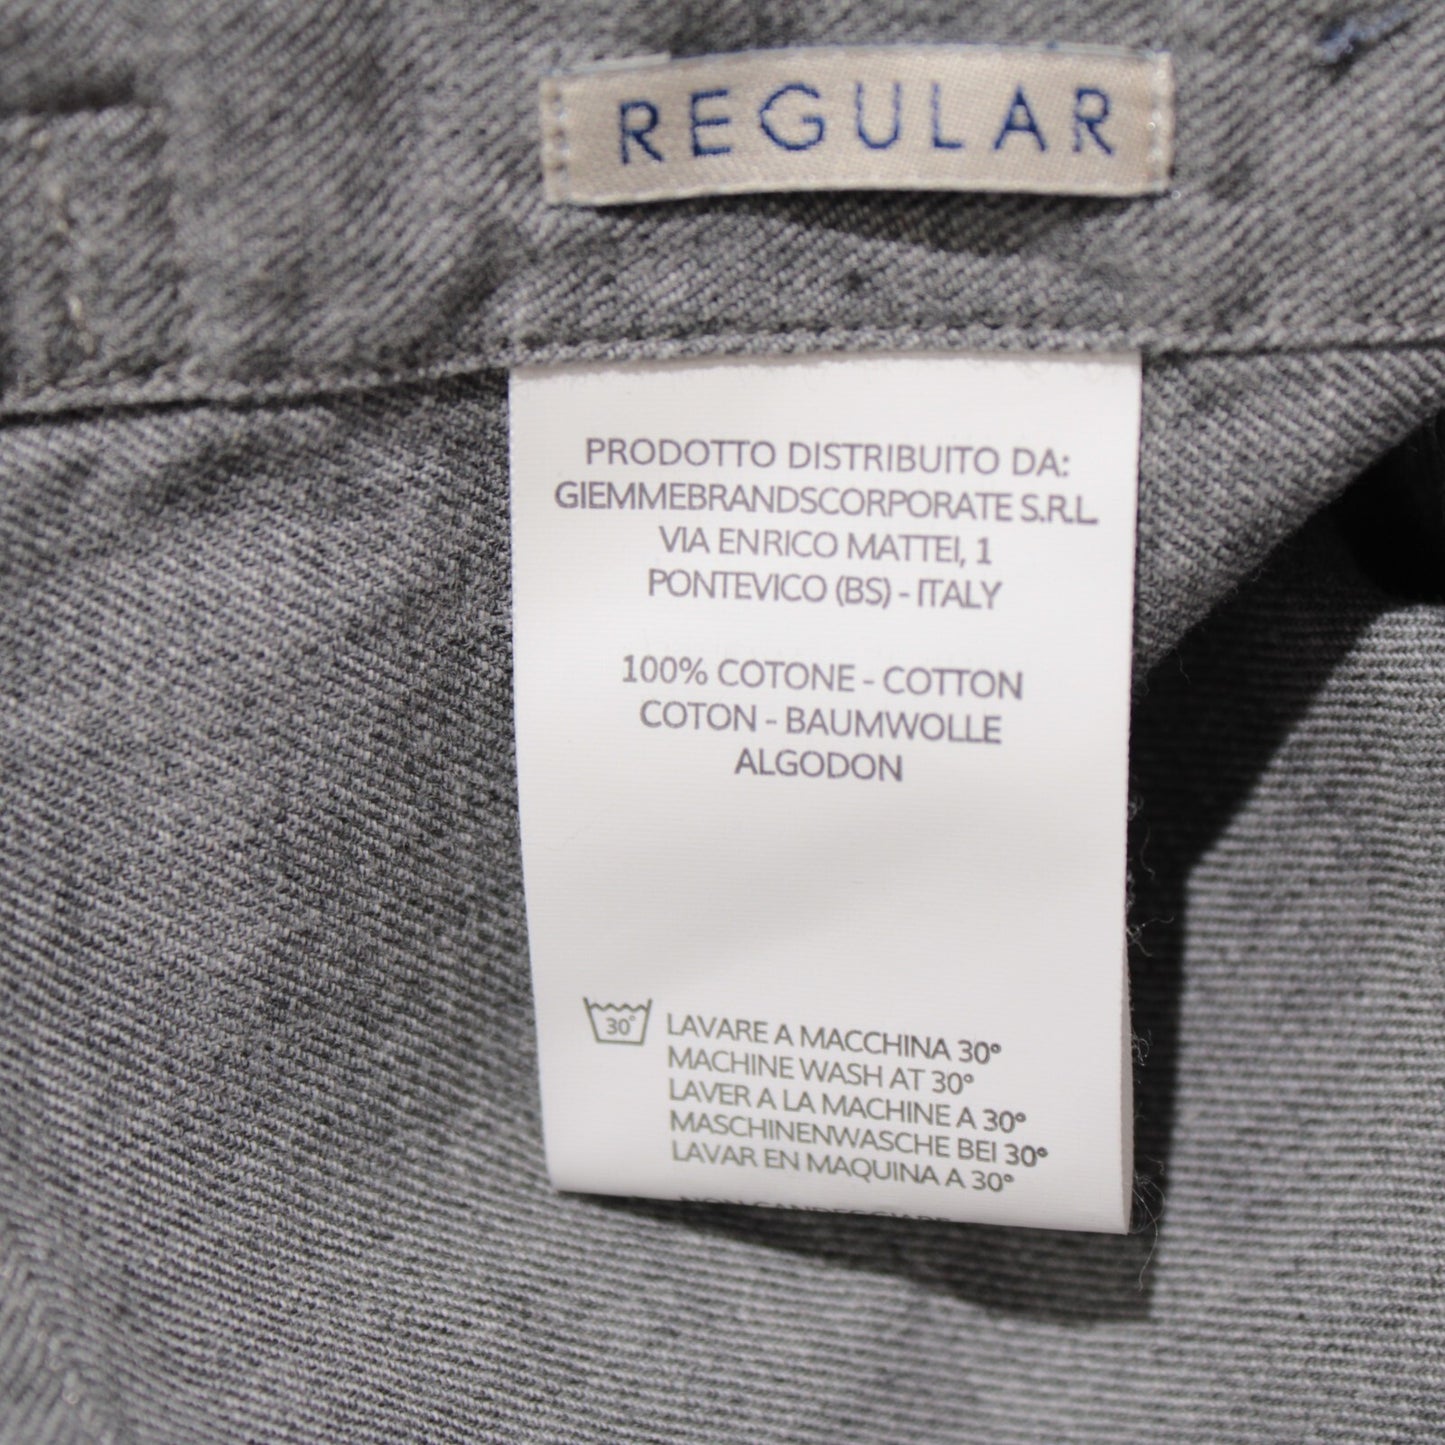 REGULAR
PRODOTTO DISTRIBUITO DA:
GIEMMEBRANDSCORPORATE S.R.L
VIA ENRICO MATTEI, 1
PONTEVICO (BS) - ITALY
100% COTONE - COTTON
COTON - BAUMWOLLE
ALGODON
30°
LAVARE A MACCHINA 30°
MACHINE WASH AT 30°
LAVER A LA MACHINE A 30°
MASCHINENWASCHE BEI 30°
LAVAR EN MAQUINA A 30°